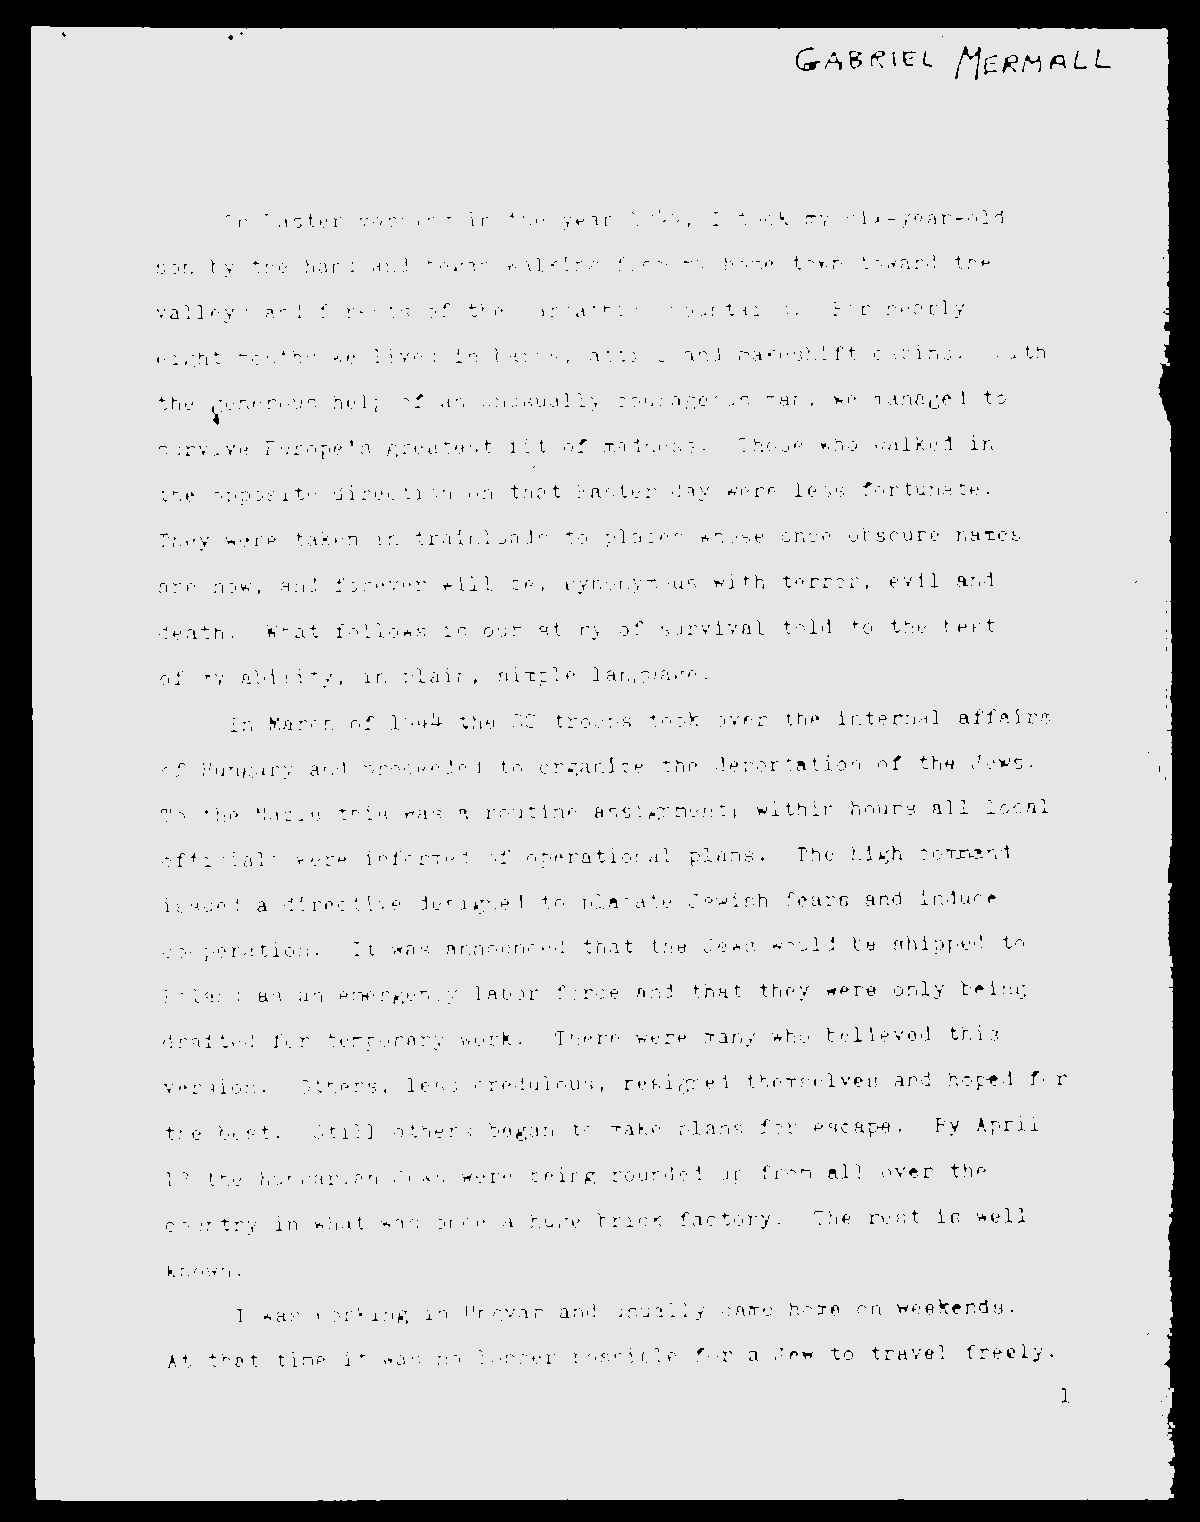 GABRIEL MERMALL
On Easter morning in the year 1944, I took my six-year-old
son by the hand and began walking from my home town toward the
valleys and forests of the Carpathian mountains. For nearly
eight months we lived in barns, attics and makeshift cabins. With
the generous help of an unusually courageous man, we managed to
survive Europe's greatest fit of madness. Those who walked in
the opposite direction on that Easter day were less fortunate.
They were taken in trainloads to places whose once obscure names
are now, and forever will be, synonymous with terror, evil and
death. What follows is our story of survival told to the best
of my ability, in plain, simple language.
In March of 1944 the SS troops took over the internal affairs
of Hungary and proceeded to organize the deportation of the Jews.
To the Nazis this was a routine assignment; within hours all local
officials were informed of operational plans. The high command
issued a directive designed to placate Jewish fears and induce
cooperation. It was announced that the Jews would be shipped to
Poland as an emergency labor force and that they were only being
drafted for temporary work. There were many who believed this
version. Others, less credulous, resigned themselves and hoped for
the best. Still others began to make plans for escape. By April
the Hungarian Jews were being rounded up from all over the
country in what was once a huge brick factory. The rest is well
known.
I was working in Ungvar and usually came home on weekends.
At that time it was no longer possible for a Jew to travel freely.
1